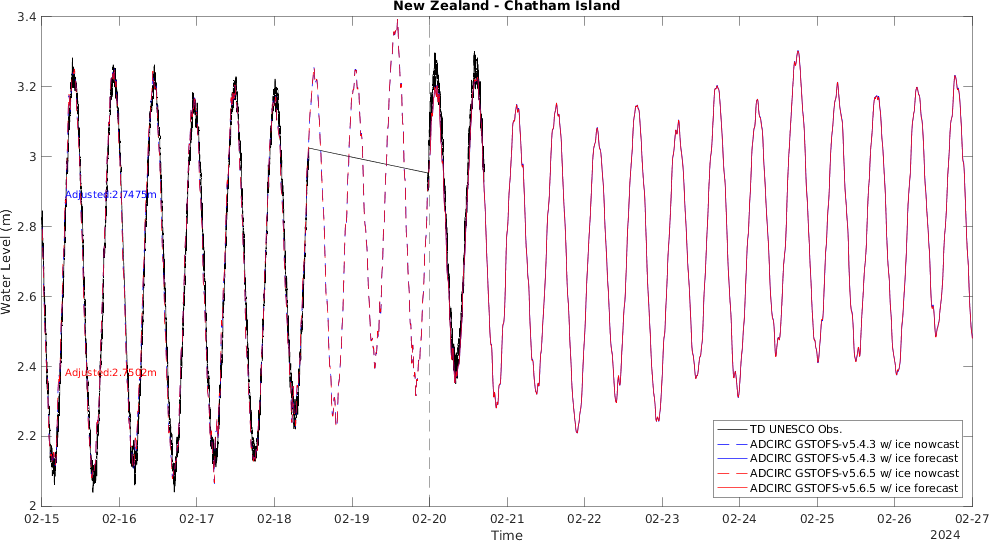 New Zealand - Chatham Island
3.4
3.2
3
2.8
2.6
2.4
2.2
2
Water Level (m)
Adjusted:2.7475m
Adjusted:2.7502m
TD UNESCO Obs.
ADCIRC GSTOFS-v5.4.3 w/ ice nowcast
ADCIRC GSTOFS-v5.4.3 w/ ice forecast
ADCIRC GSTOFS-v5.6.5 w/ ice nowcast
ADCIRC GSTOFS-v5.6.5 w/ ice forecast
02-15 02-16 02-17 02-18 02-19 02-20 02-21 02-22 02-23 02-24 02-25 02-26 02-27
Time
2024